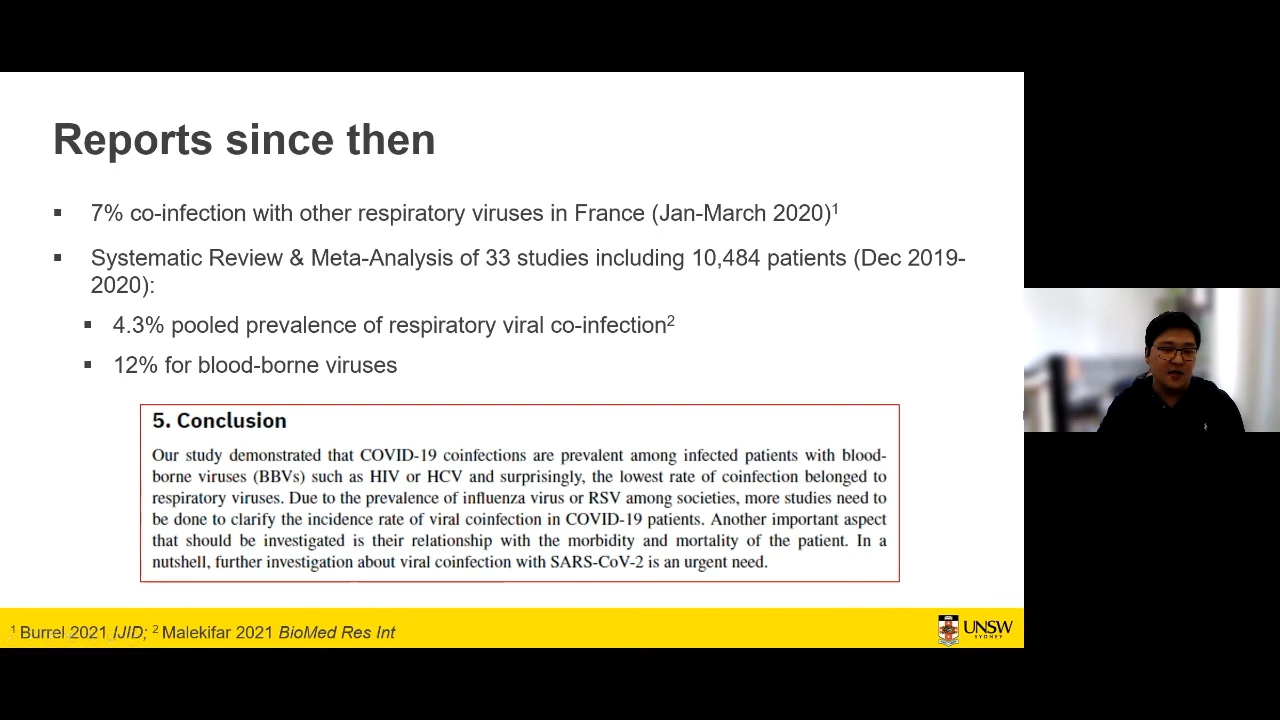 Reports since then
▪ 7% co-infection with other respiratory viruses in France (Jan-March 2020)¹
▪ Systematic Review & Meta-Analysis of 33 studies including 10,484 patients (Dec 2019-
2020):
▪ 4.3% pooled prevalence of respiratory viral co-infection²
▪ 12% for blood-borne viruses
5. Conclusion
Our study demonstrated that COVID-19 coinfections are prevalent among infected patients with blood-
borne viruses (BBVs) such as HIV or HCV and surprisingly, the lowest rate of coinfection belonged to
respiratory viruses. Due to the prevalence of influenza virus or RSV among societies, more studies need to
be done to clarify the incidence rate of viral coinfection in COVID-19 patients. Another important aspect
that should be investigated is their relationship with the morbidity and mortality of the patient. In a
nutshell, further investigation about viral coinfection with SARS-CoV-2 is an urgent need.
¹ Burrel 2021 IJID; ² Malekifar 2021 BioMed Res Int
UNSW
SYDNEY